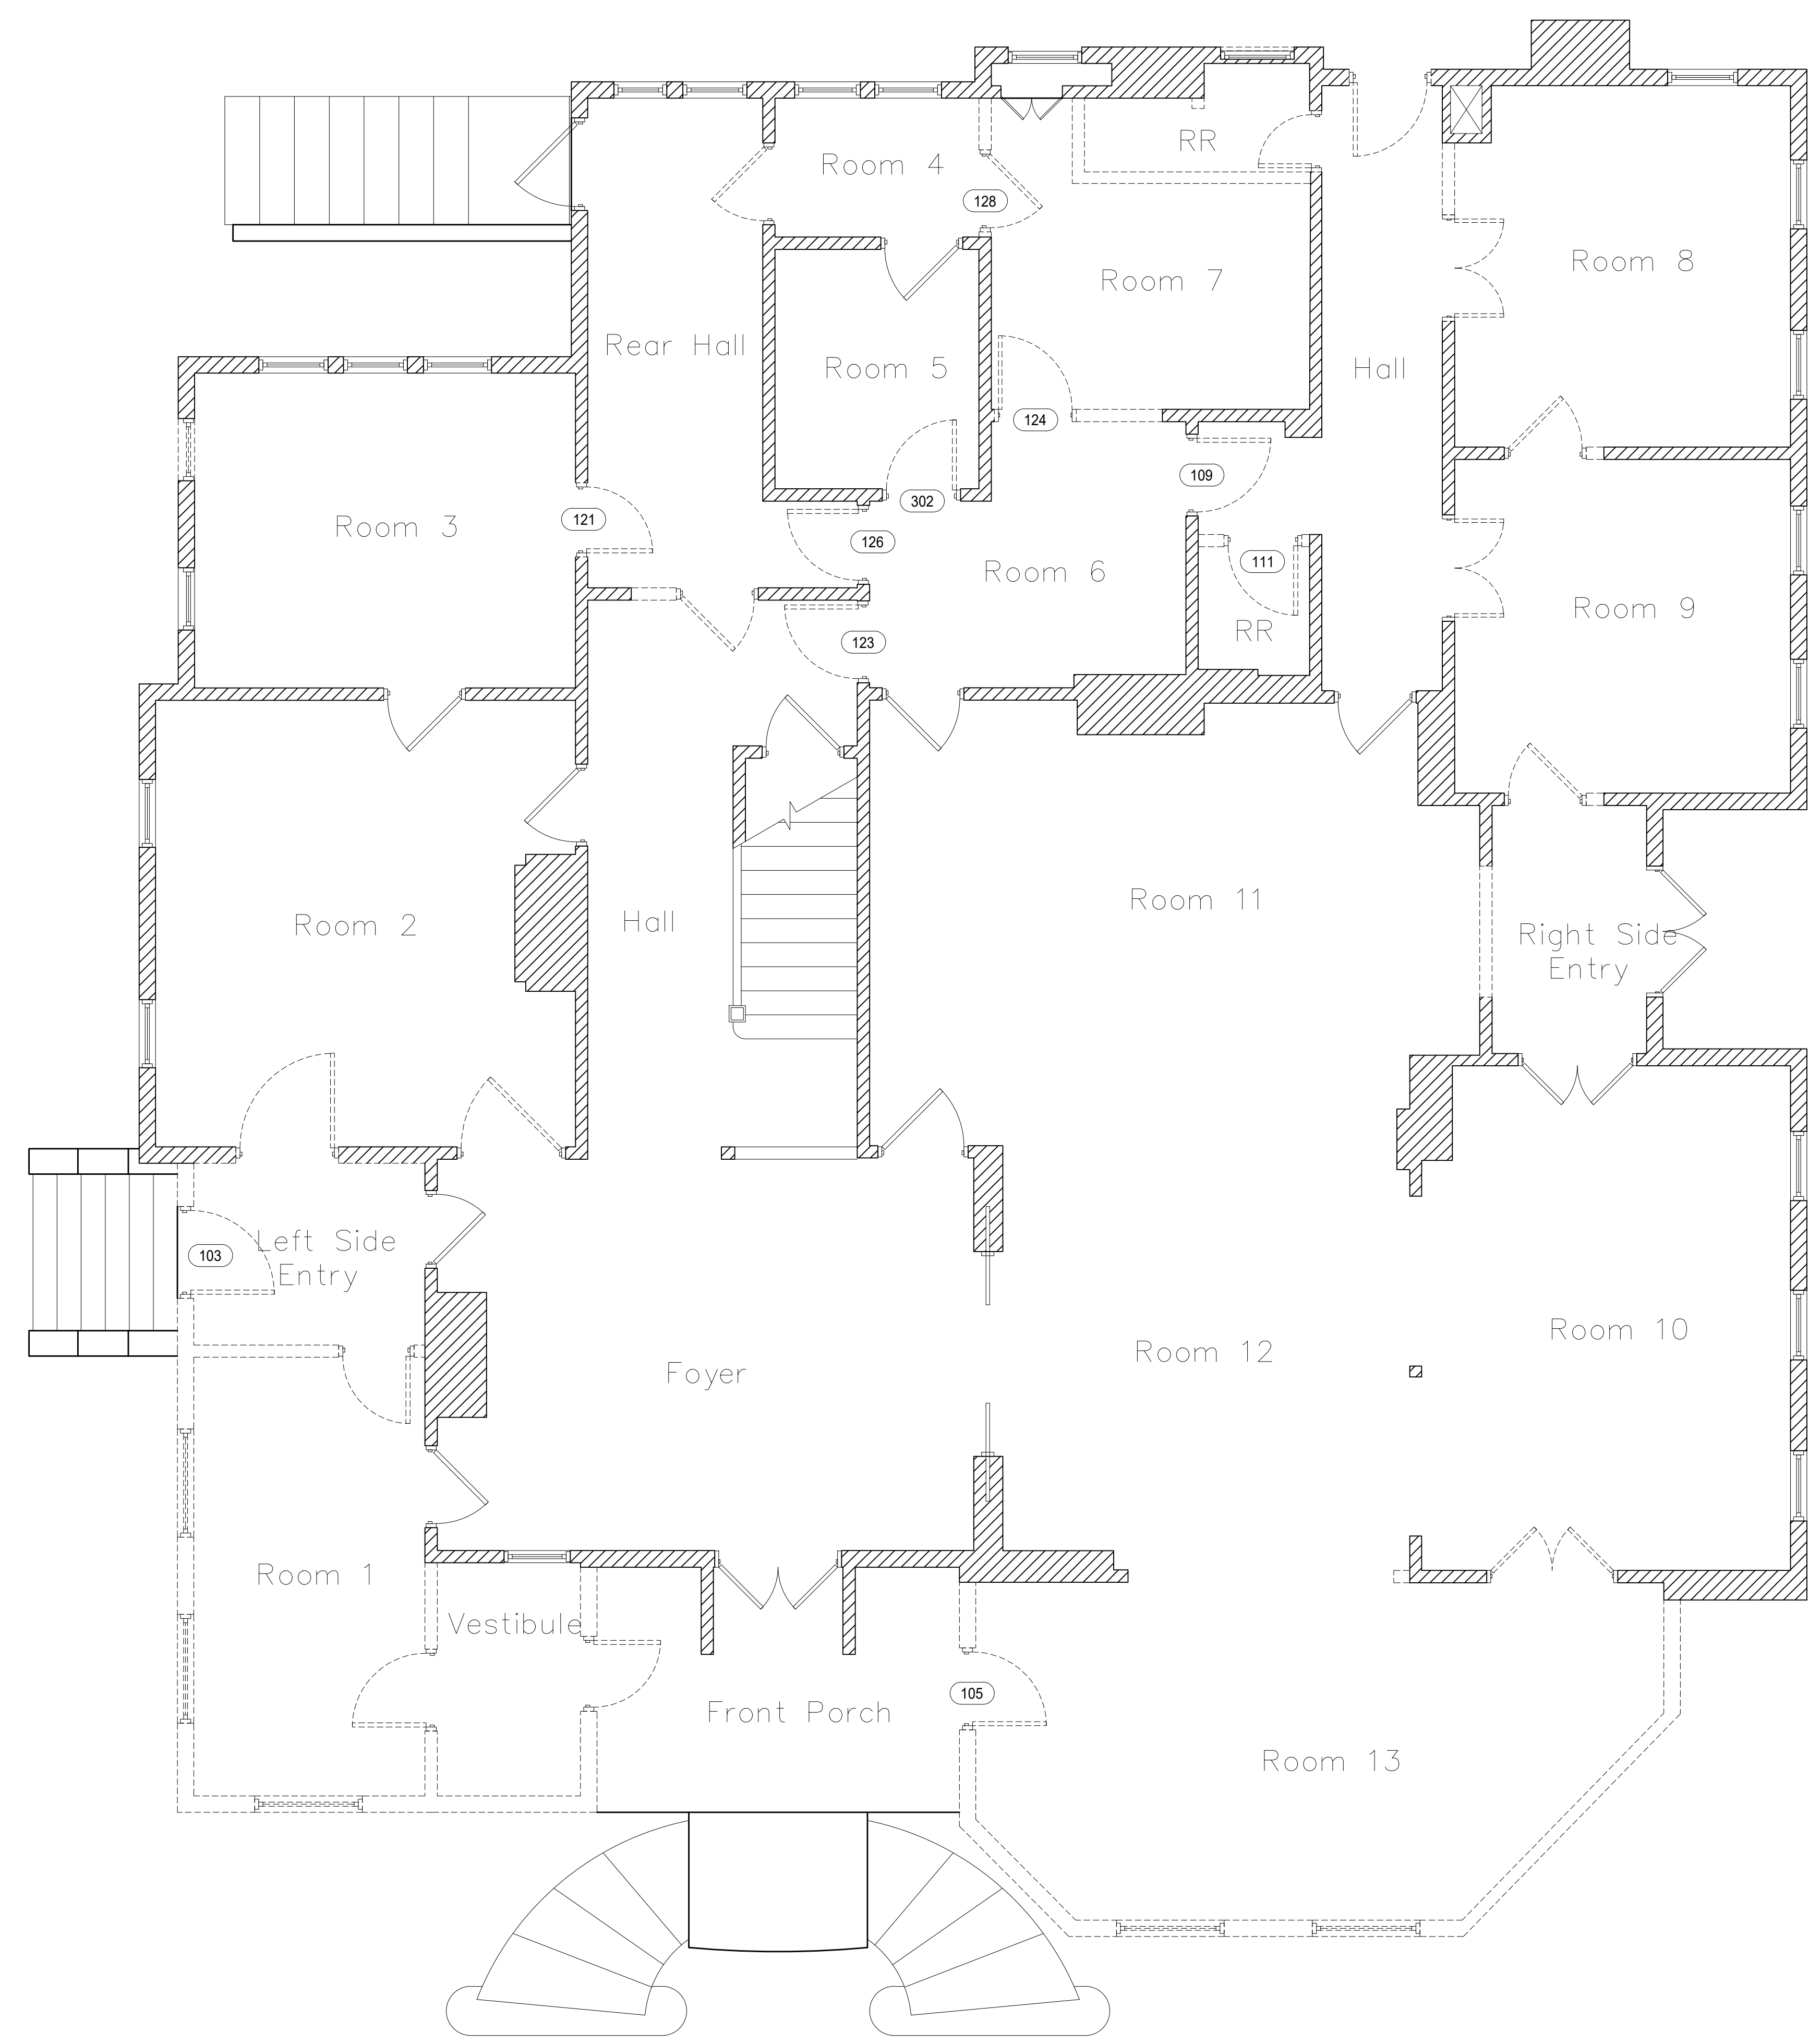 RR
Room 4
128
Room 8
Room 7
Rear Hall
Room 5
Hall
124
109
302
121
Room 3
126
111
Room 6
Room 9
RR
123
Room 11
Room 2
Hall
Right Side
Entry
Left Side
103
Entry
Room 10
Room 12
Foyer
Room 1
Vestibule
105
Front Porch
Room 13